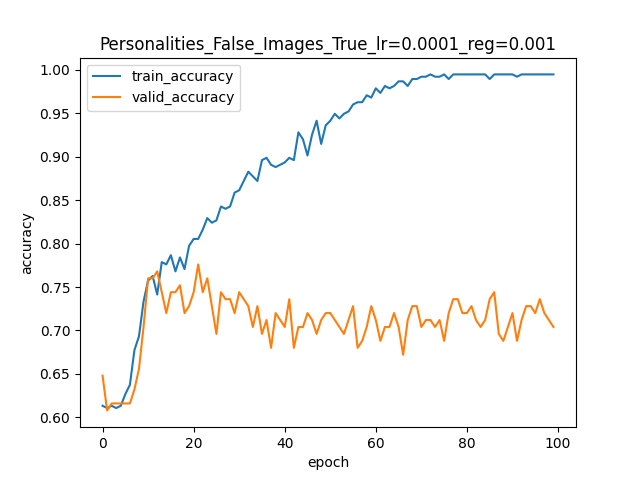 Personalities_False_Images_True_lr=0.0001_reg=0.001
train_accuracy
valid_accuracy
accuracy
1.00
0.95
0.90
0.85
0.80
0.75
0.70
0.65
0.60
0 20 40 60 80 100
epoch